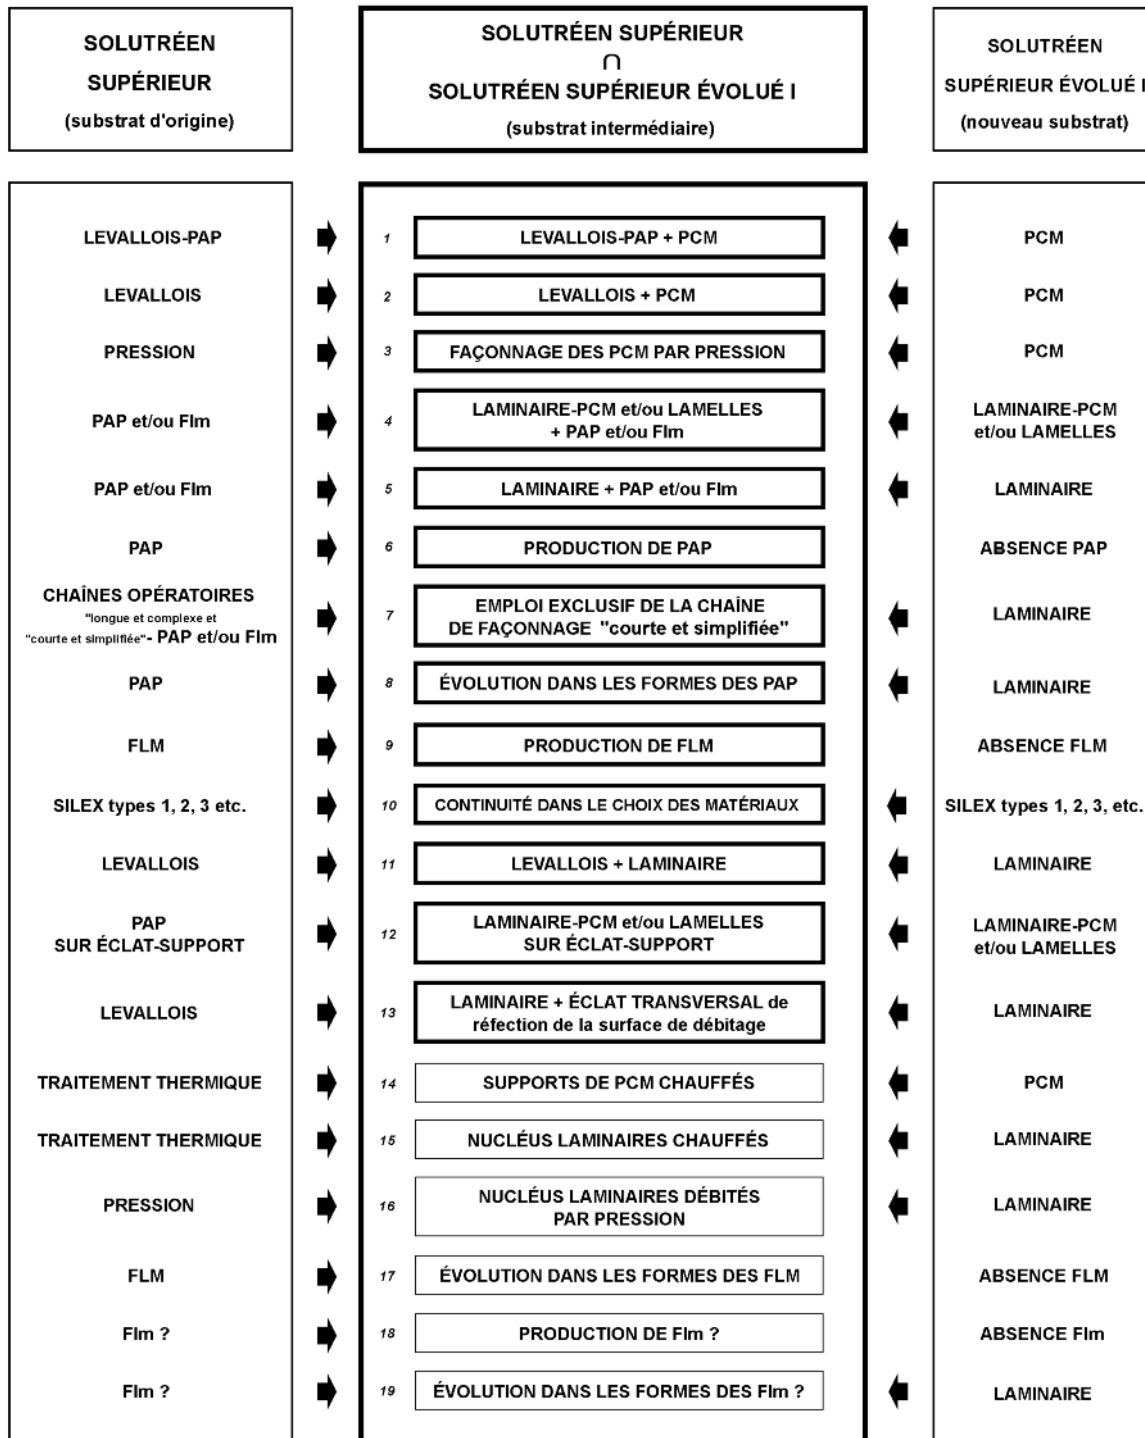 SOLUTRÉEN
SUPÉRIEUR
(substrat d'origine)
SOLUTRÉEN SUPÉRIEUR
∩
SOLUTRÉEN SUPÉRIEUR ÉVOLUÉ I
(substrat intermédiaire)
SOLUTRÉEN
SUPÉRIEUR ÉVOLUÉ I
(nouveau substrat)
LEVALLOIS-PAP
1
LEVALLOIS-PAP + PCM
PCM
LEVALLOIS
2
LEVALLOIS + PCM
PCM
PRESSION
3
FAÇONNAGE DES PCM PAR PRESSION
PCM
PAP et/ou Flm
4
LAMINAIRE-PCM et/ou LAMELLES
+ PAP et/ou Flm
LAMINAIRE-PCM
et/ou LAMELLES
PAP et/ou Flm
5
LAMINAIRE + PAP et/ou Flm
LAMINAIRE
PAP
6
PRODUCTION DE PAP
ABSENCE PAP
CHAÎNES OPÉRATOIRES
"longue et complexe et
"courte et simplifiée"- PAP et/ou Flm
7
EMPLOI EXCLUSIF DE LA CHAÎNE
DE FAÇONNAGE "courte et simplifiée"
LAMINAIRE
PAP
8
ÉVOLUTION DANS LES FORMES DES PAP
LAMINAIRE
FLM
9
PRODUCTION DE FLM
ABSENCE FLM
SILEX types 1, 2, 3 etc.
10
CONTINUITÉ DANS LE CHOIX DES MATÉRIAUX
SILEX types 1, 2, 3, etc.
LEVALLOIS
11
LEVALLOIS + LAMINAIRE
LAMINAIRE
PAP
SUR ÉCLAT-SUPPORT
12
LAMINAIRE-PCM et/ou LAMELLES
SUR ÉCLAT-SUPPORT
LAMINAIRE-PCM
et/ou LAMELLES
LEVALLOIS
13
LAMINAIRE + ÉCLAT TRANSVERSAL de
réfection de la surface de débitage
LAMINAIRE
TRAITEMENT THERMIQUE
14
SUPPORTS DE PCM CHAUFFÉS
PCM
TRAITEMENT THERMIQUE
15
NUCLÉUS LAMINAIRES CHAUFFÉS
LAMINAIRE
PRESSION
16
NUCLÉUS LAMINAIRES DÉBITÉS
PAR PRESSION
LAMINAIRE
FLM
17
ÉVOLUTION DANS LES FORMES DES FLM
ABSENCE FLM
Flm ?
18
PRODUCTION DE Flm ?
ABSENCE Flm
Flm ?
19
ÉVOLUTION DANS LES FORMES DES Flm ?
LAMINAIRE